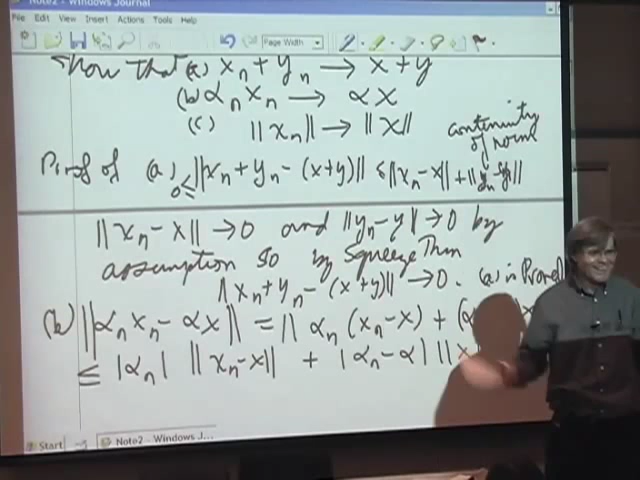 Note2 - Windows Journal
File Edit View Insert Actions Tools Help
Page Width
Show that (a) xₙ + yₙ → x + y
(b) αₙ xₙ → α x
(c) ||xₙ|| → ||x|| continuity of norm
Proof of (a) 0 ≤ ||xₙ + yₙ - (x+y)|| ≤ ||xₙ - x|| + ||yₙ - y||
||xₙ - x|| → 0 and ||yₙ - y|| → 0 by
assumption so by Squeeze Thm
||xₙ + yₙ - (x+y)|| → 0. (a) is Proved
(b) ||αₙ xₙ - αx|| = || αₙ (xₙ - x) + (α
≤ |αₙ| ||xₙ - x|| + |αₙ - α| ||x
Start Note2 - Windows J...